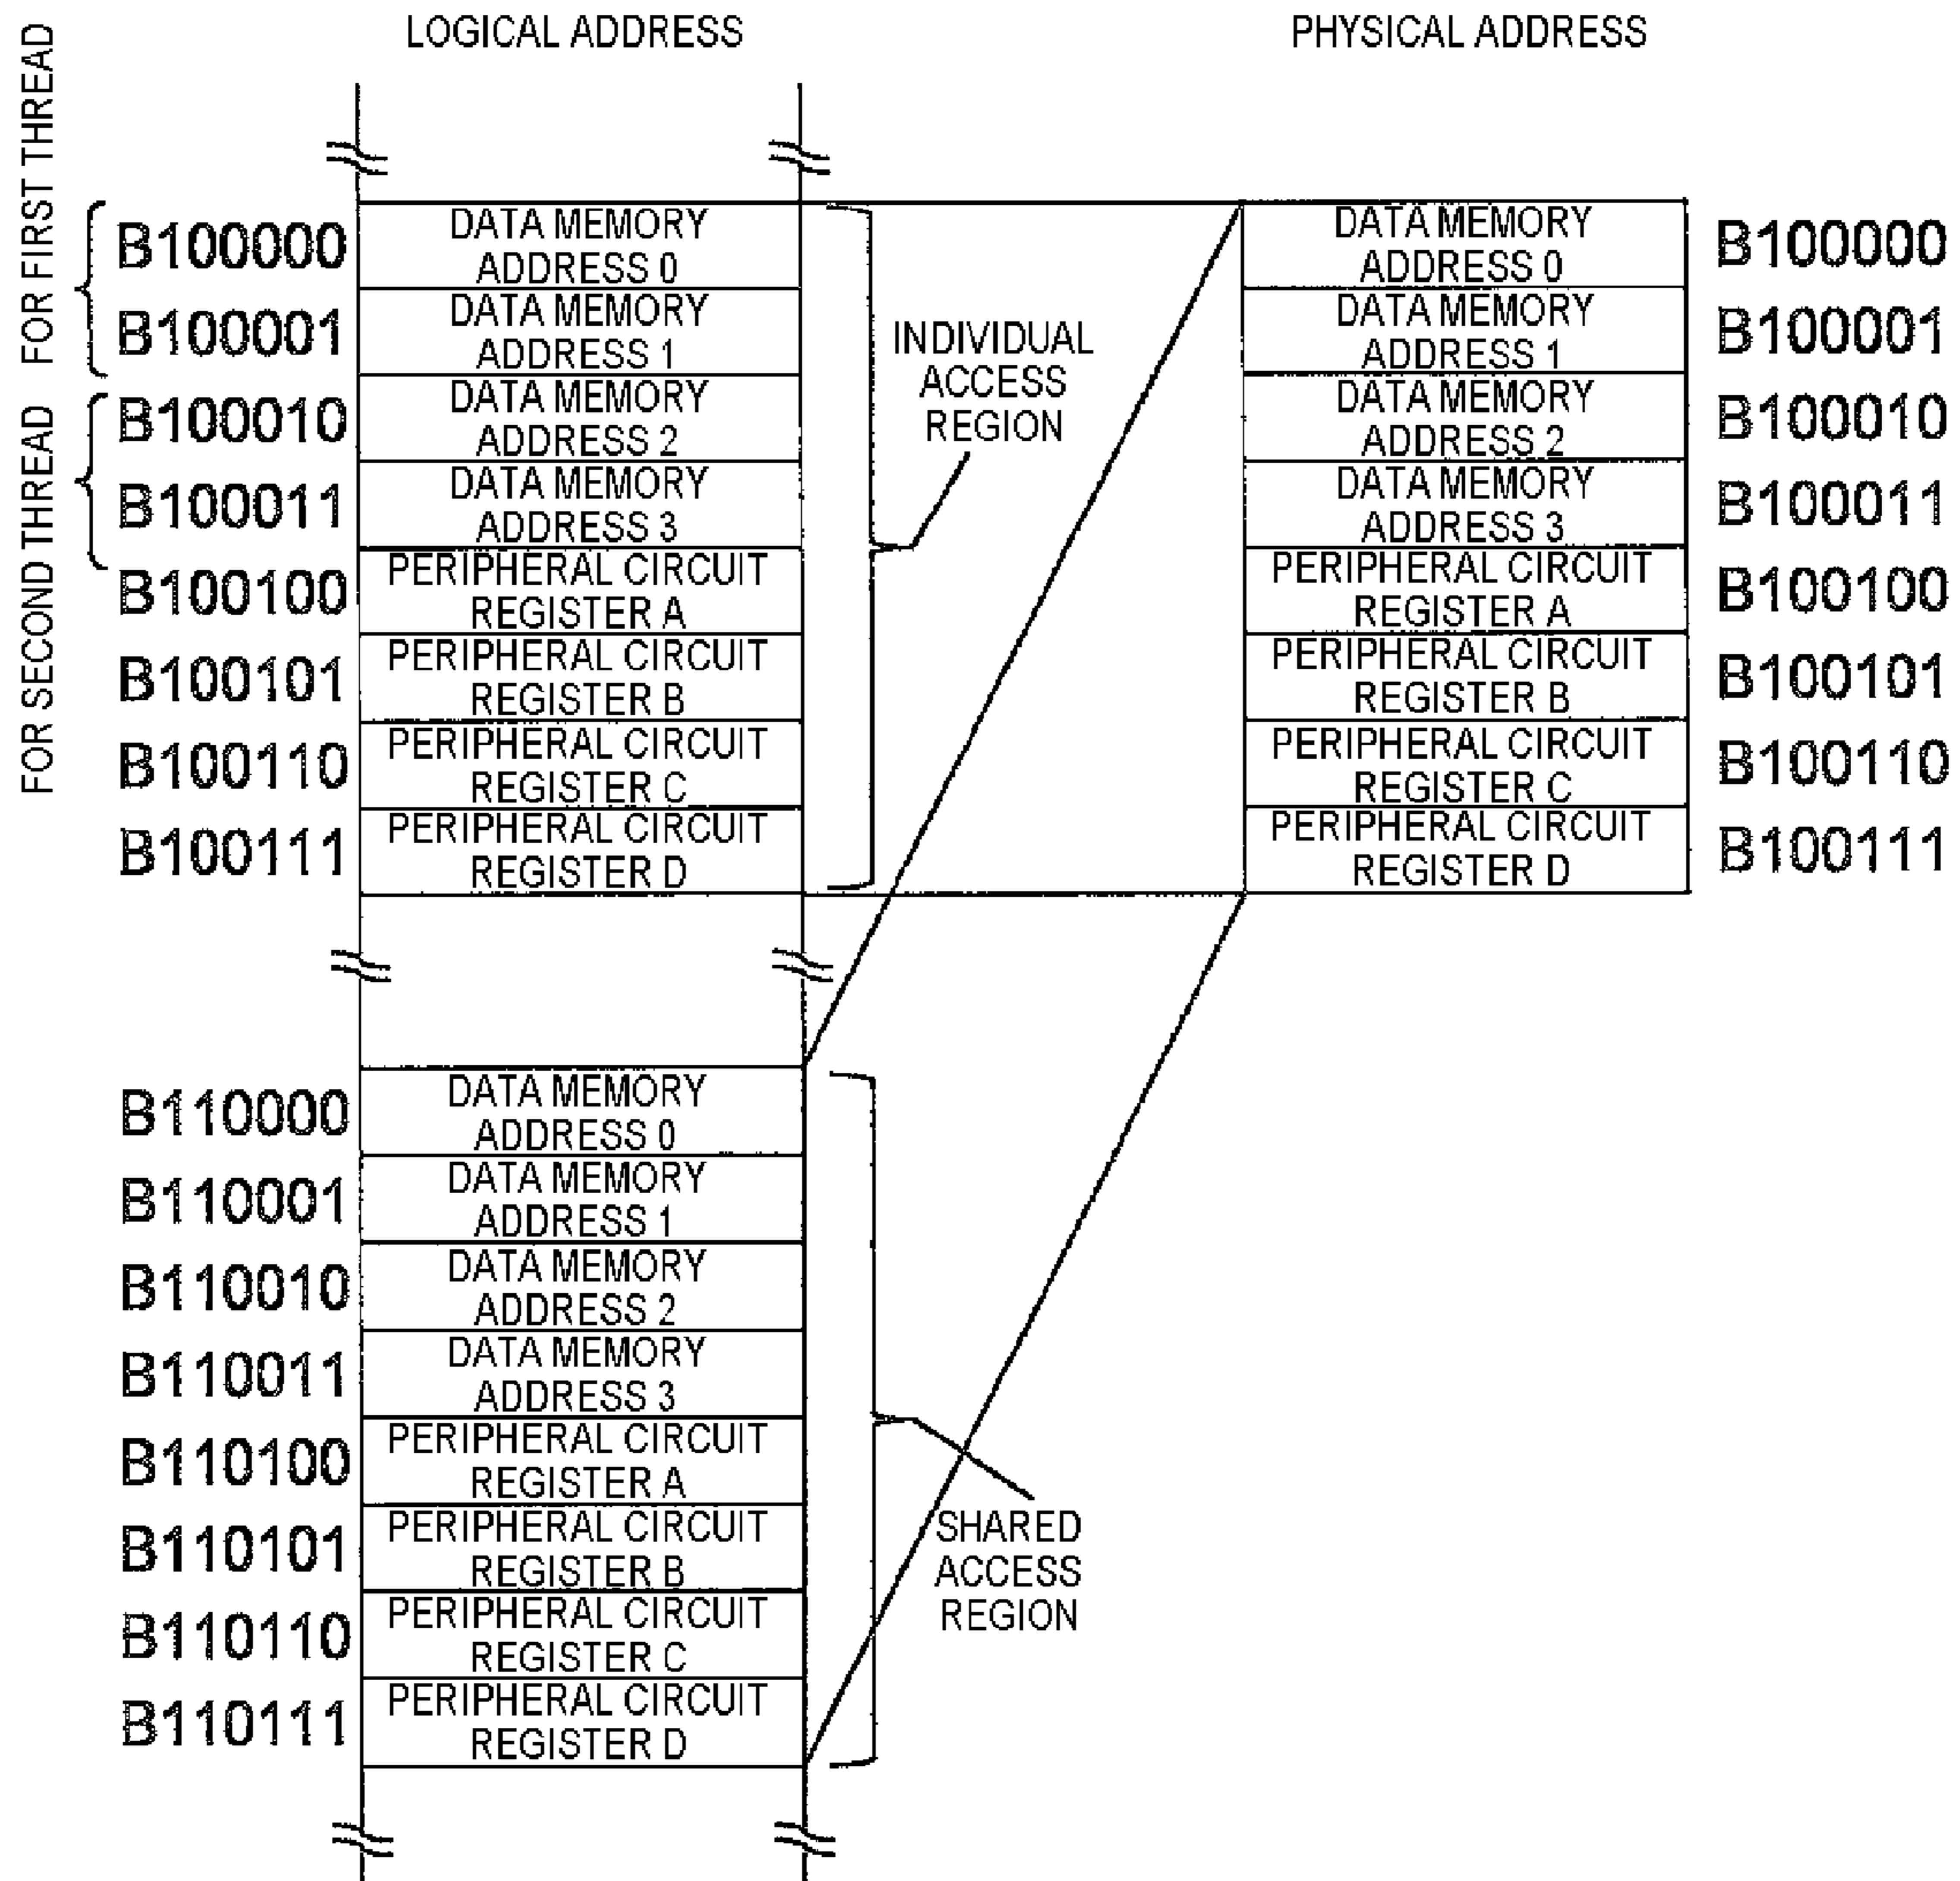 LOGICAL ADDRESS
PHYSICAL ADDRESS
FOR FIRST THREAD
FOR SECOND THREAD
B100000
DATA MEMORY
ADDRESS 0
B100001
DATA MEMORY
ADDRESS 1
B100010
DATA MEMORY
ADDRESS 2
B100011
DATA MEMORY
ADDRESS 3
B100100
PERIPHERAL CIRCUIT
REGISTER A
B100101
PERIPHERAL CIRCUIT
REGISTER B
B100110
PERIPHERAL CIRCUIT
REGISTER C
B100111
PERIPHERAL CIRCUIT
REGISTER D
INDIVIDUAL
ACCESS
REGION
DATA MEMORY
ADDRESS 0
B100000
DATA MEMORY
ADDRESS 1
B100001
DATA MEMORY
ADDRESS 2
B100010
DATA MEMORY
ADDRESS 3
B100011
PERIPHERAL CIRCUIT
REGISTER A
B100100
PERIPHERAL CIRCUIT
REGISTER B
B100101
PERIPHERAL CIRCUIT
REGISTER C
B100110
PERIPHERAL CIRCUIT
REGISTER D
B100111
B110000
DATA MEMORY
ADDRESS 0
B110001
DATA MEMORY
ADDRESS 1
B110010
DATA MEMORY
ADDRESS 2
B110011
DATA MEMORY
ADDRESS 3
B110100
PERIPHERAL CIRCUIT
REGISTER A
B110101
PERIPHERAL CIRCUIT
REGISTER B
B110110
PERIPHERAL CIRCUIT
REGISTER C
B110111
PERIPHERAL CIRCUIT
REGISTER D
SHARED
ACCESS
REGION